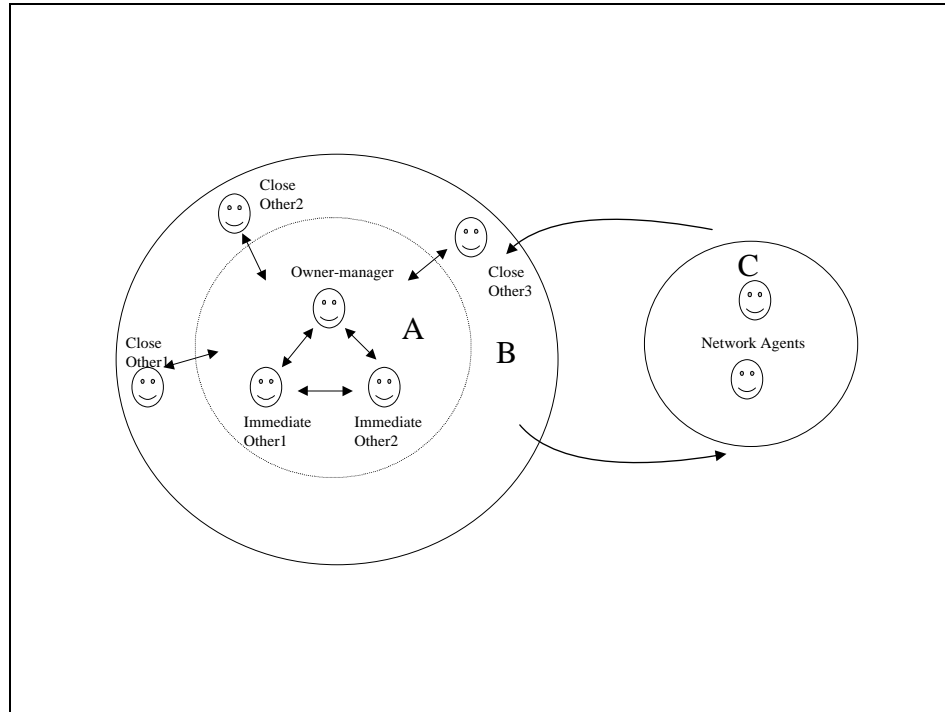 Close
Other2
Owner-manager
Close
Other3
A
B
C
Network Agents
Close
Other1
Immediate
Other1
Immediate
Other2